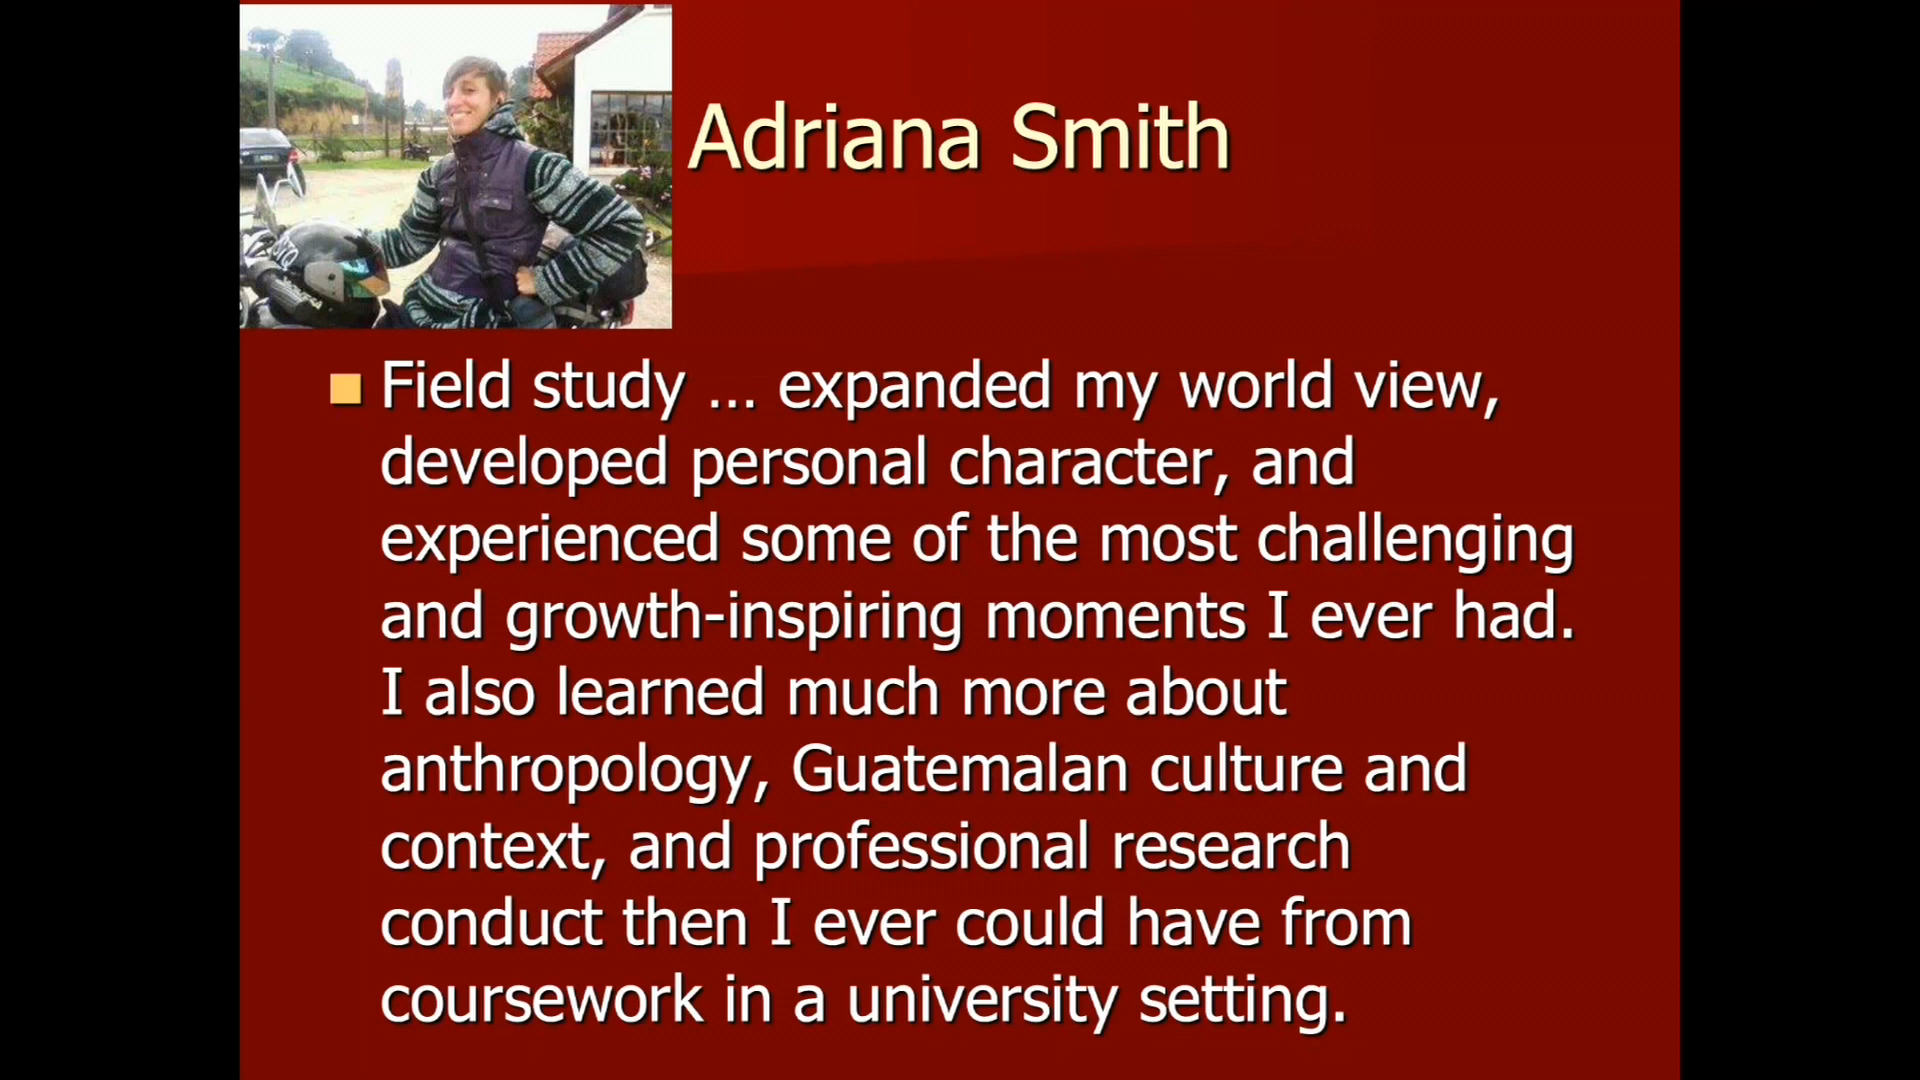 Adriana Smith
Field study ... expanded my world view,
developed personal character, and
experienced some of the most challenging
and growth-inspiring moments I ever had.
I also learned much more about
anthropology, Guatemalan culture and
context, and professional research
conduct then I ever could have from
coursework in a university setting.